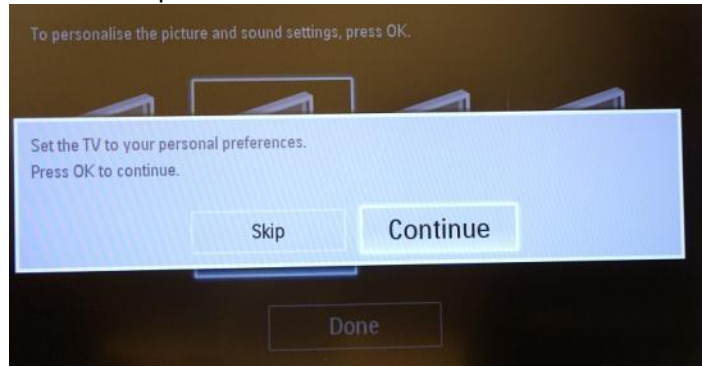 To personalise the picture and sound settings, press OK.
Set the TV to your personal preferences.
Press OK to continue.
Skip
Continue
Done